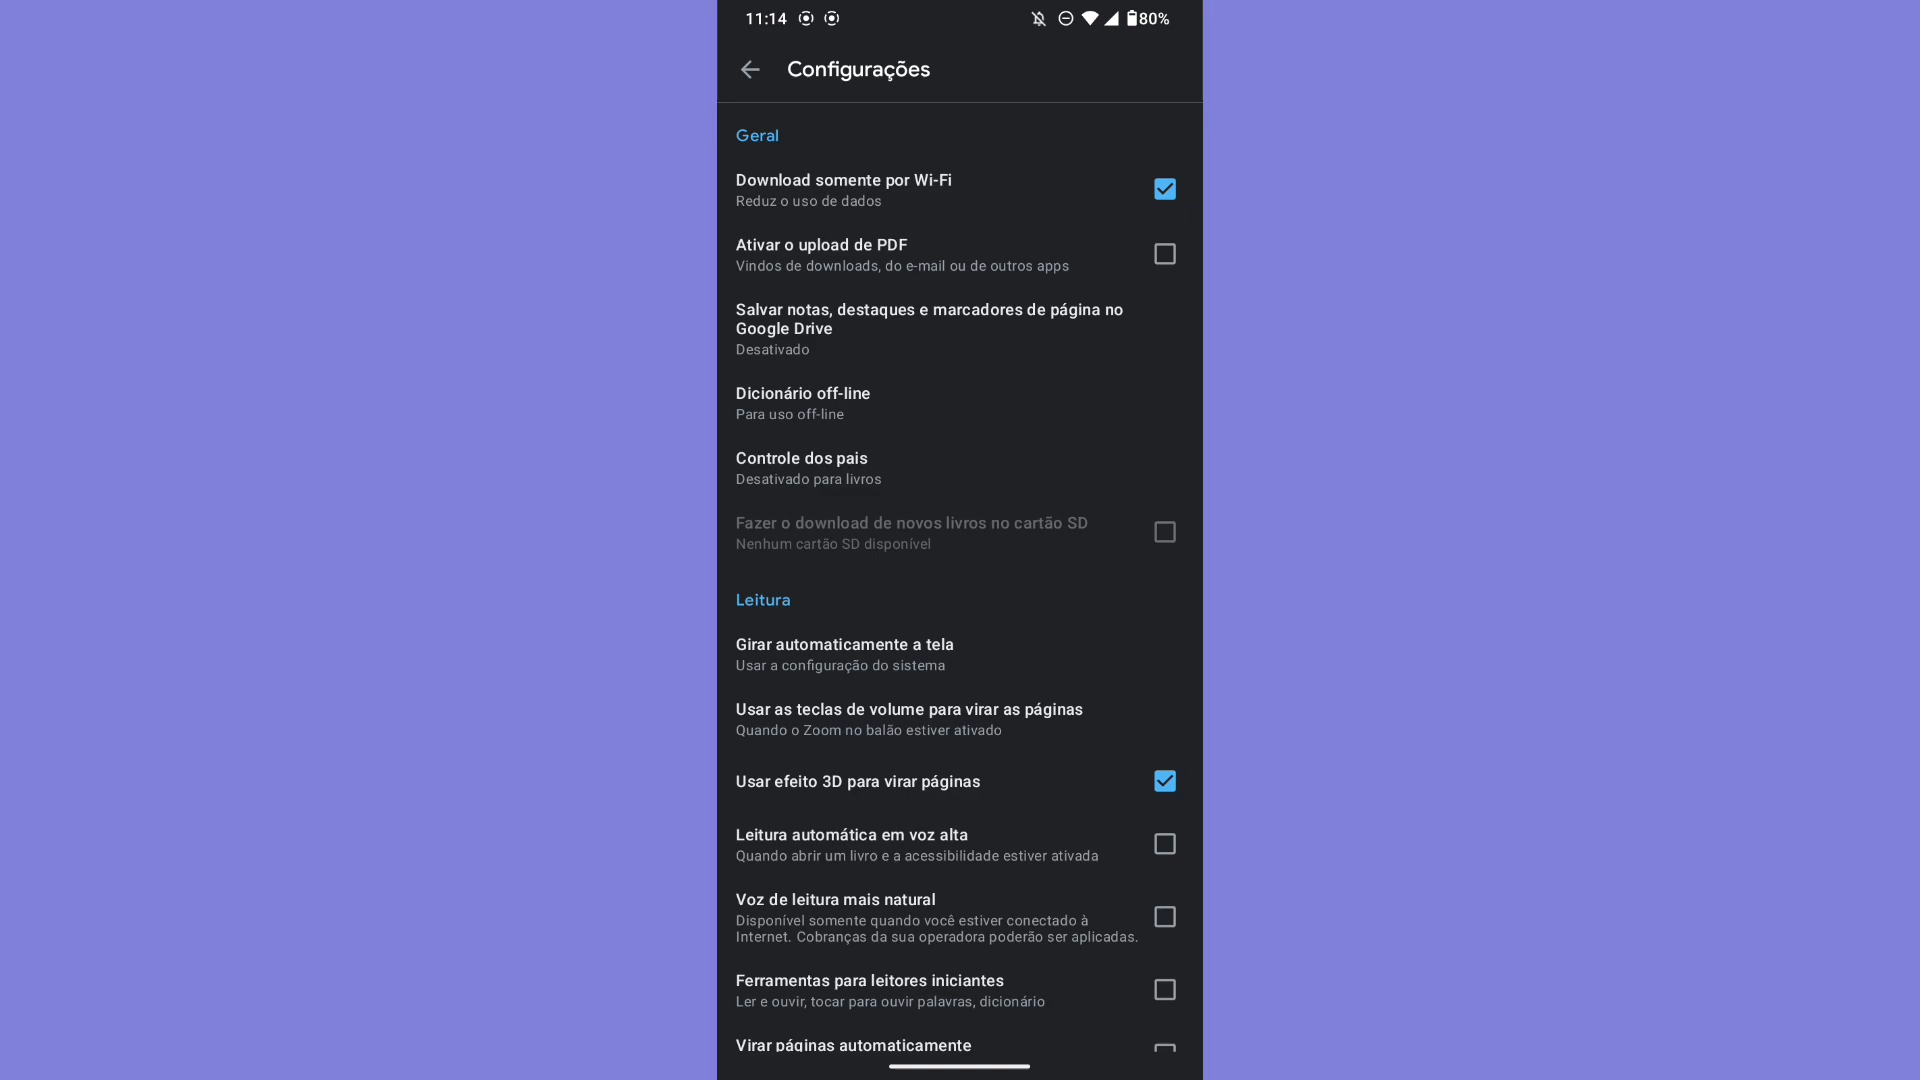 11:14 80%
Configurações
Geral
Download somente por Wi-Fi
Reduz o uso de dados
Ativar o upload de PDF
Vindos de downloads, do e-mail ou de outros apps
Salvar notas, destaques e marcadores de página no
Google Drive
Desativado
Dicionário off-line
Para uso off-line
Controle dos pais
Desativado para livros
Fazer o download de novos livros no cartão SD
Nenhum cartão SD disponível
Leitura
Girar automaticamente a tela
Usar a configuração do sistema
Usar as teclas de volume para virar as páginas
Quando o Zoom no balão estiver ativado
Usar efeito 3D para virar páginas
Leitura automática em voz alta
Quando abrir um livro e a acessibilidade estiver ativada
Voz de leitura mais natural
Disponível somente quando você estiver conectado à
Internet. Cobranças da sua operadora poderão ser aplicadas.
Ferramentas para leitores iniciantes
Ler e ouvir, tocar para ouvir palavras, dicionário
Virar páginas automaticamente